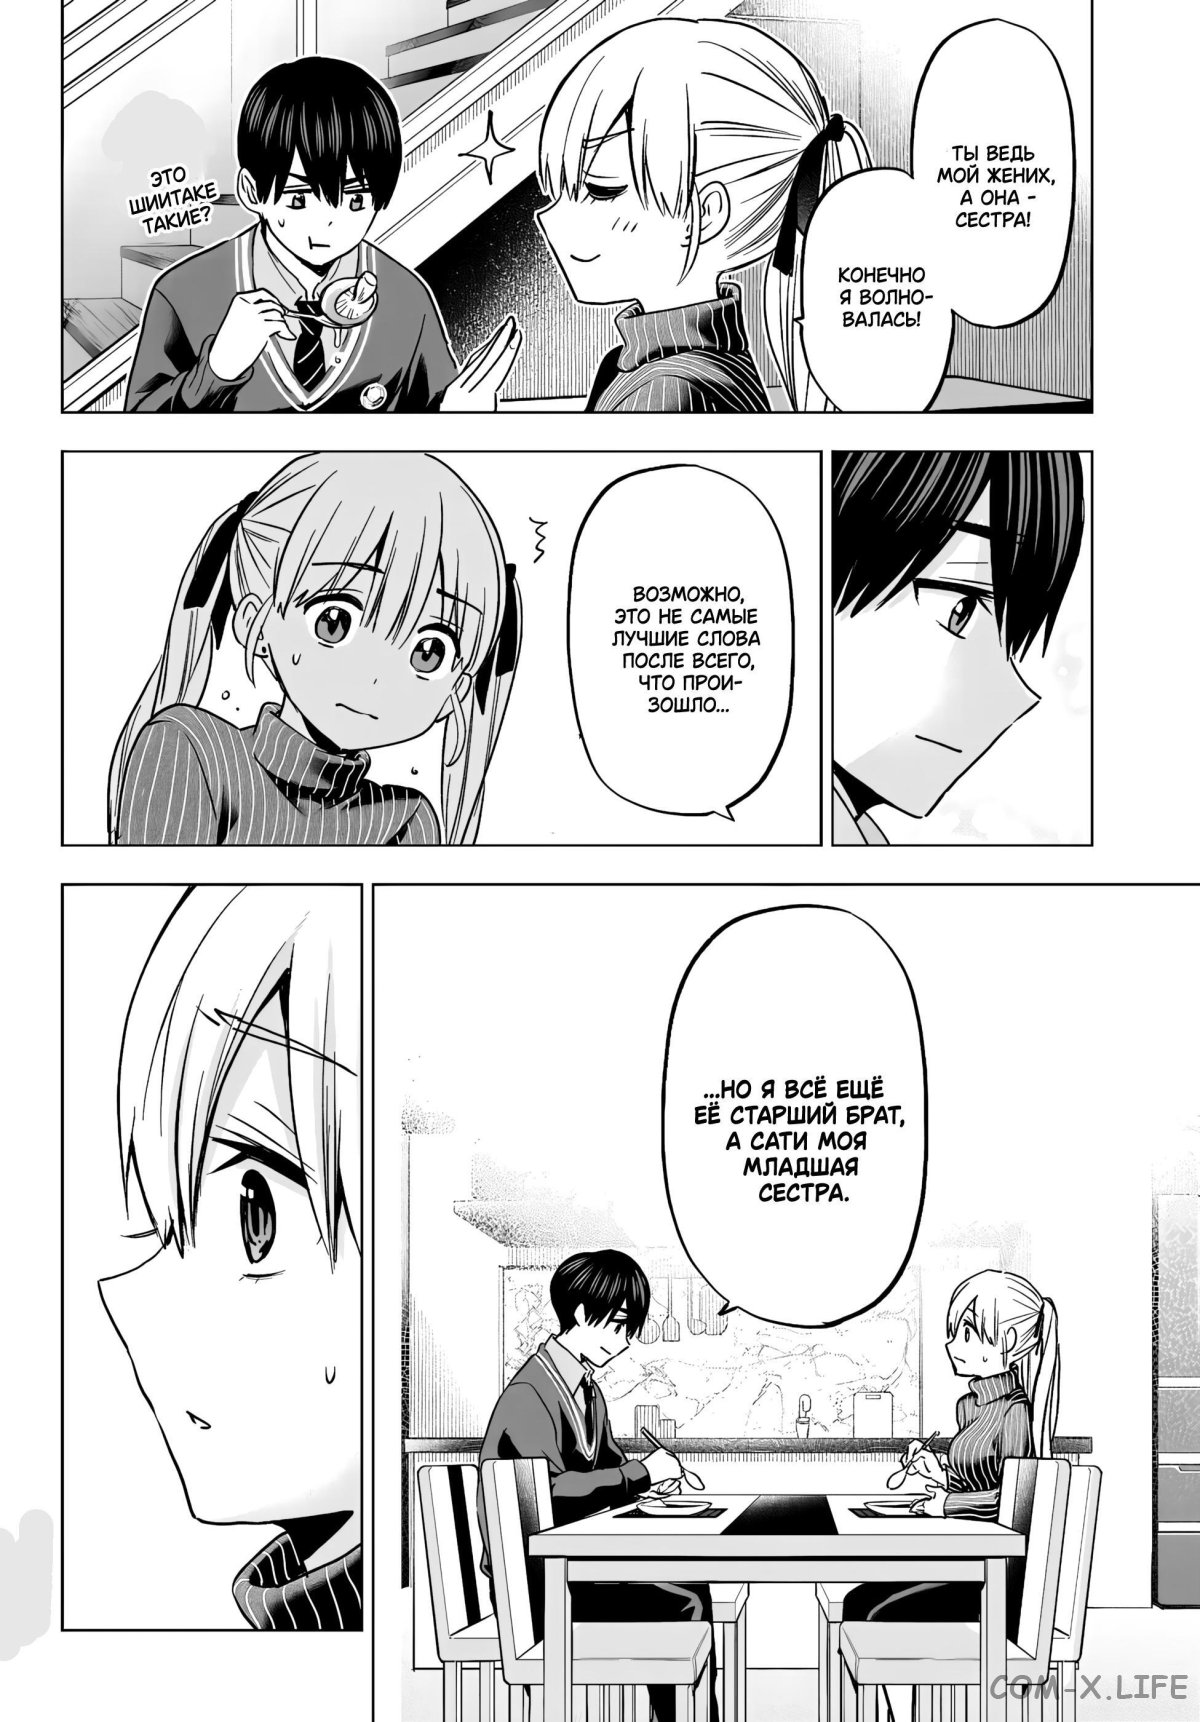 ТЫ ВЕДЬ
МОЙ ЖЕНИХ,
А ОНА -
СЕСТРА!
КОНЕЧНО
Я ВОЛНО-
ВАЛАСЬ!
ЭТО
ШИИТАКЕ
ТАКИЕ?
ВОЗМОЖНО,
ЭТО НЕ САМЫЕ
ЛУЧШИЕ СЛОВА
ПОСЛЕ ВСЕГО,
ЧТО ПРОИ-
ЗОШЛО...
...НО Я ВСЁ ЕЩЁ
ЕЁ СТАРШИЙ БРАТ,
А САТИ МОЯ
МЛАДШАЯ
СЕСТРА.
COM-X.LIFE